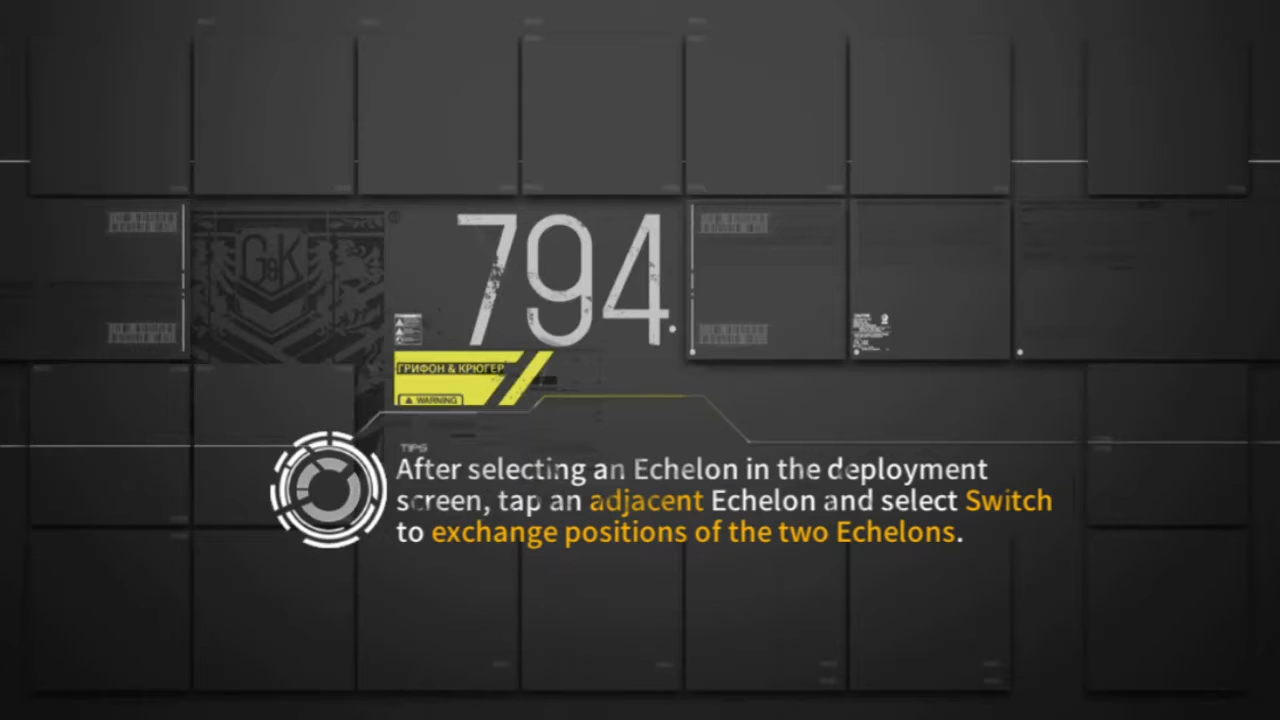 G&K
794.
ГРИФОН & КРЮГЕР
WARNING
TIPS
After selecting an Echelon in the deployment
screen, tap an adjacent Echelon and select Switch
to exchange positions of the two Echelons.